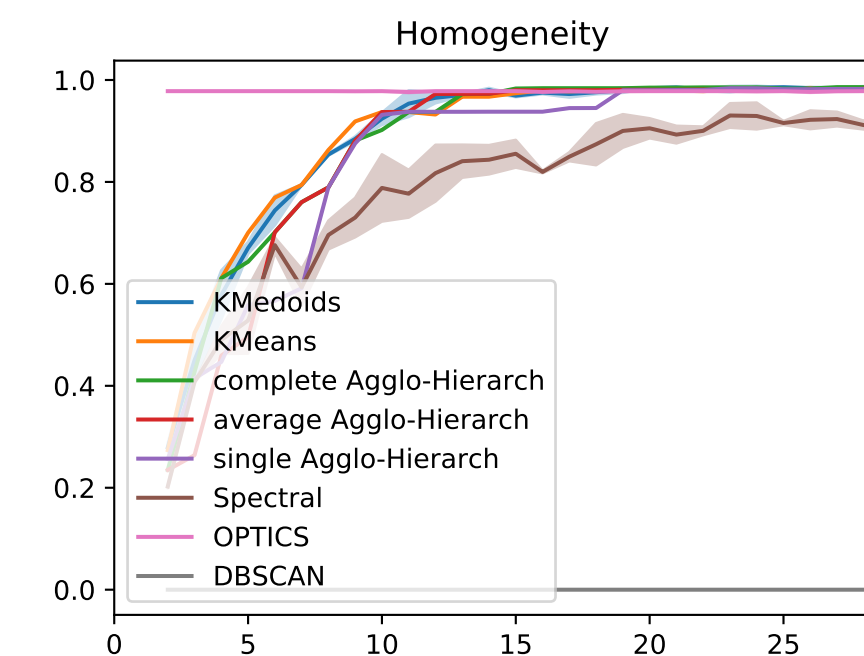 Homogeneity
1.0
0.8
0.6
0.4
0.2
0.0
KMedoids
KMeans
complete Agglo-Hierarch
average Agglo-Hierarch
single Agglo-Hierarch
Spectral
OPTICS
DBSCAN
0 5 10 15 20 25